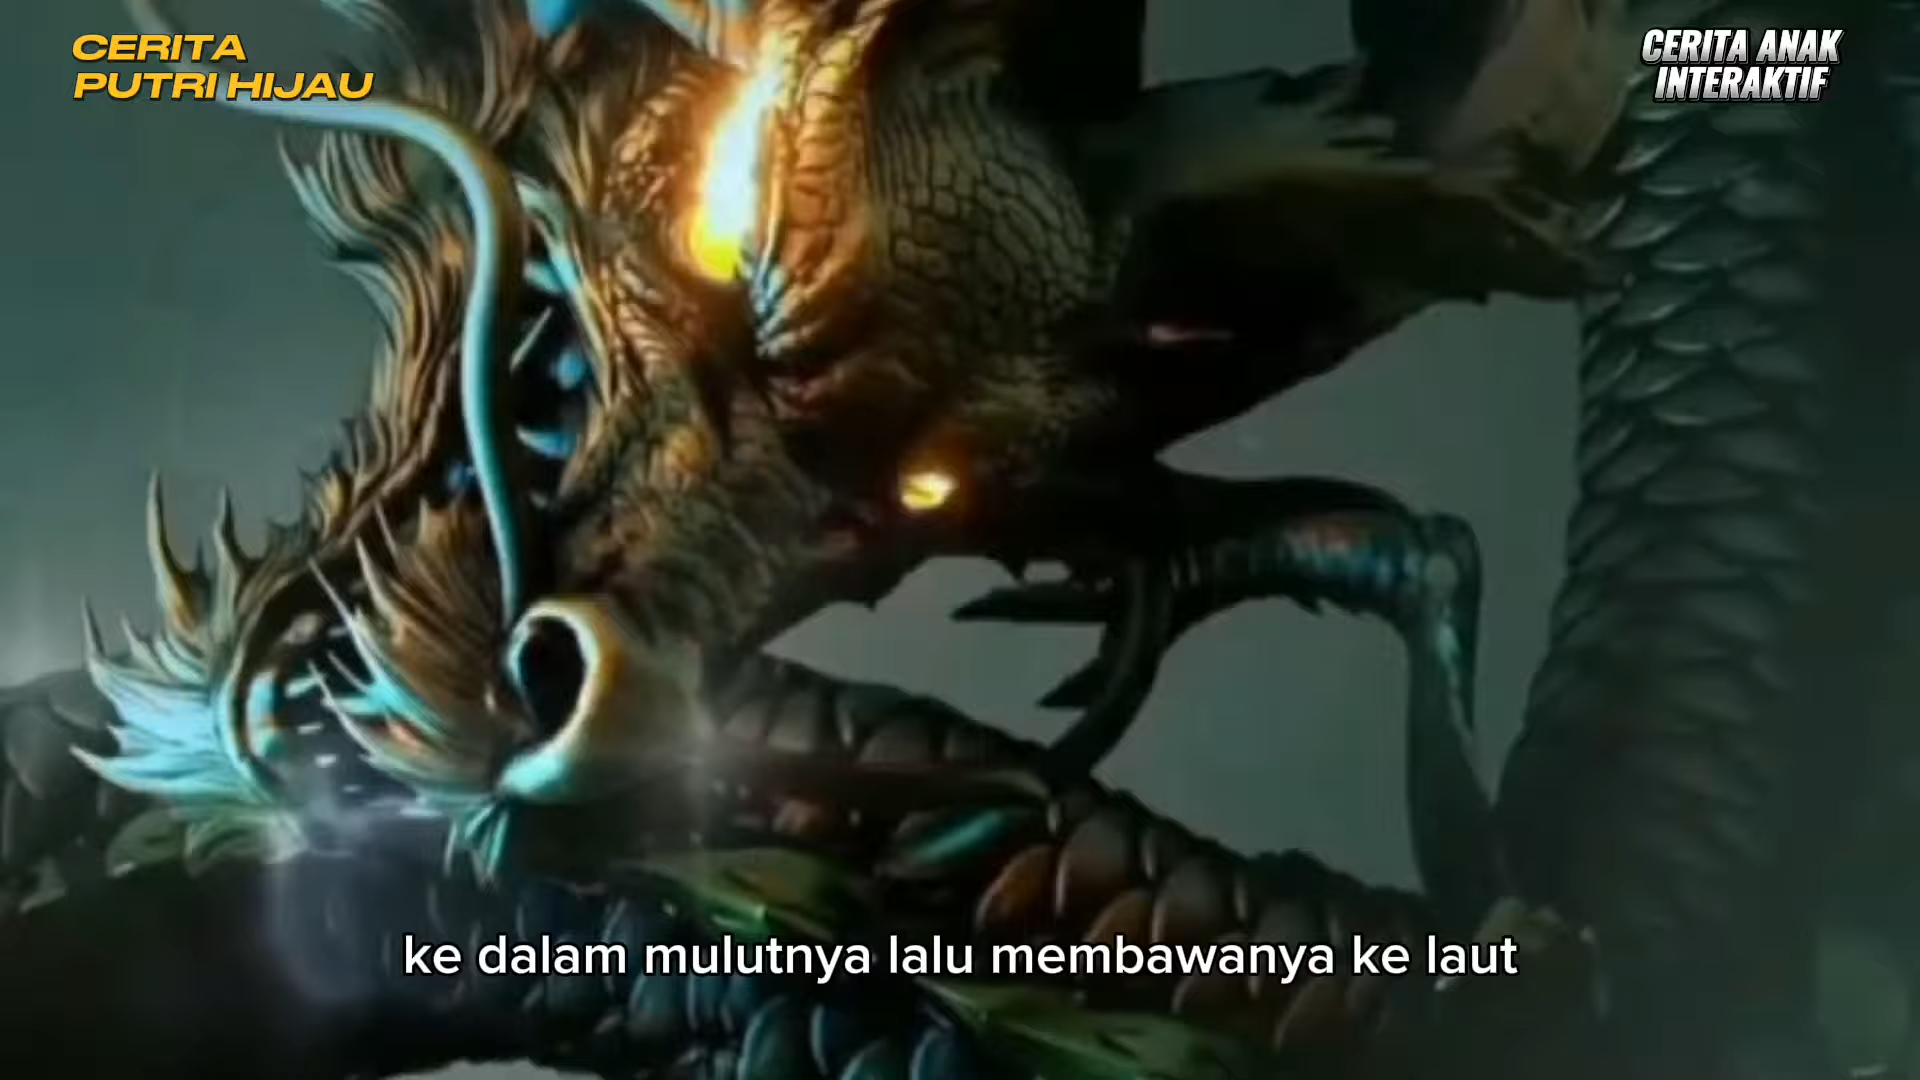 CERITA
PUTRI HIJAU
CERITA ANAK
INTERAKTIF
ke dalam mulutnya lalu membawanya ke laut